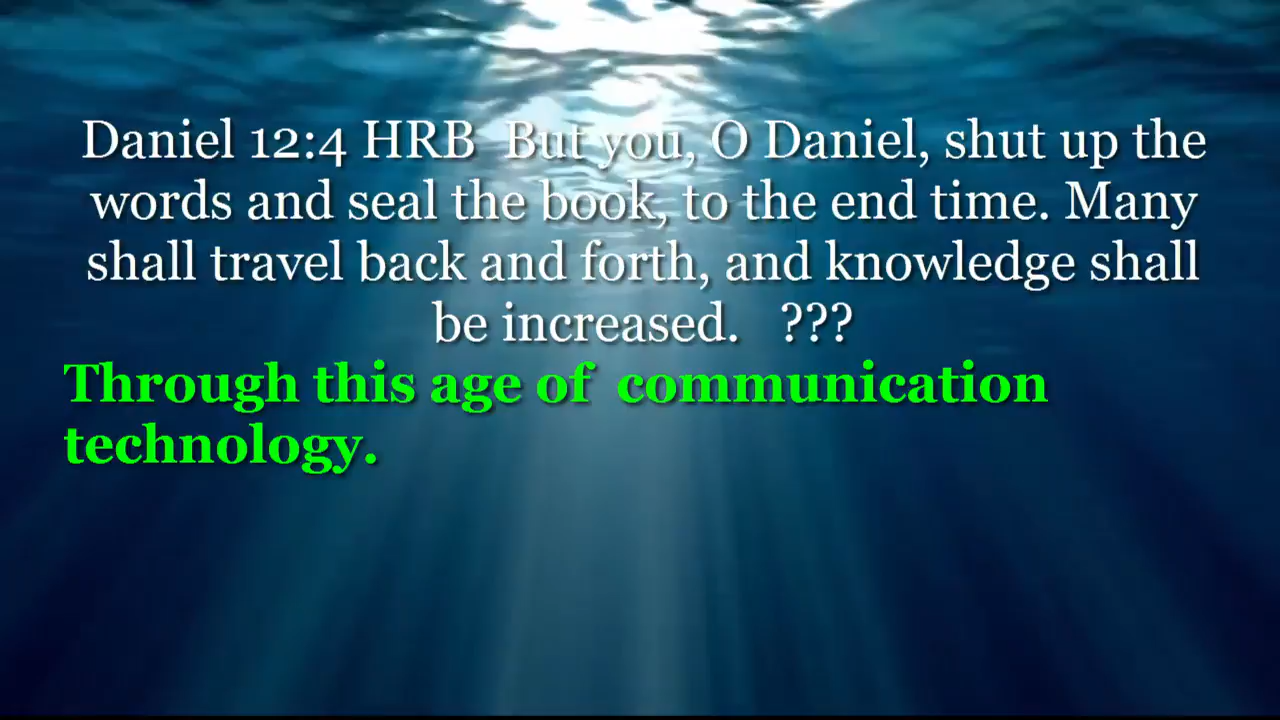 Daniel 12:4 HRB  But you, O Daniel, shut up the
words and seal the book, to the end time. Many
shall travel back and forth, and knowledge shall
be increased.   ???
Through this age of  communication
technology.